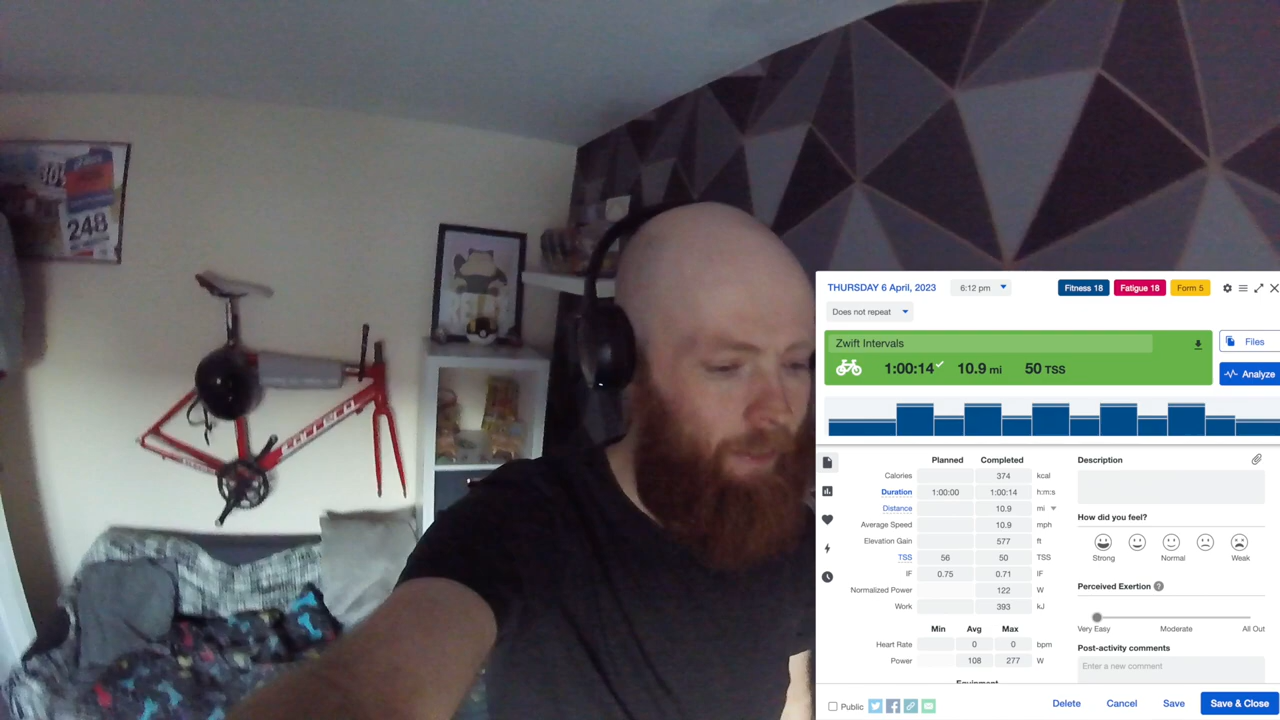 303
248
CARRERA
THURSDAY 6 April, 2023 6:12 pm Fitness 18 Fatigue 18 Form 5
Does not repeat
Zwift Intervals
1:00:14 10.9 mi 50 TSS
Files
Analyze
Planned Completed
Calories 374 kcal
Duration 1:00:00 1:00:14 h:m:s
Distance 10.9 mi
Average Speed 10.9 mph
Elevation Gain 577 ft
TSS 56 50 TSS
IF 0.75 0.71 IF
Normalized Power 122 W
Work 393 kJ
Min Avg Max
Heart Rate 0 0 bpm
Power 108 277 W
Equipment
Description
How did you feel?
Strong Normal Weak
Perceived Exertion ?
Very Easy Moderate All Out
Post-activity comments
Enter a new comment
Public
Delete Cancel Save Save & Close